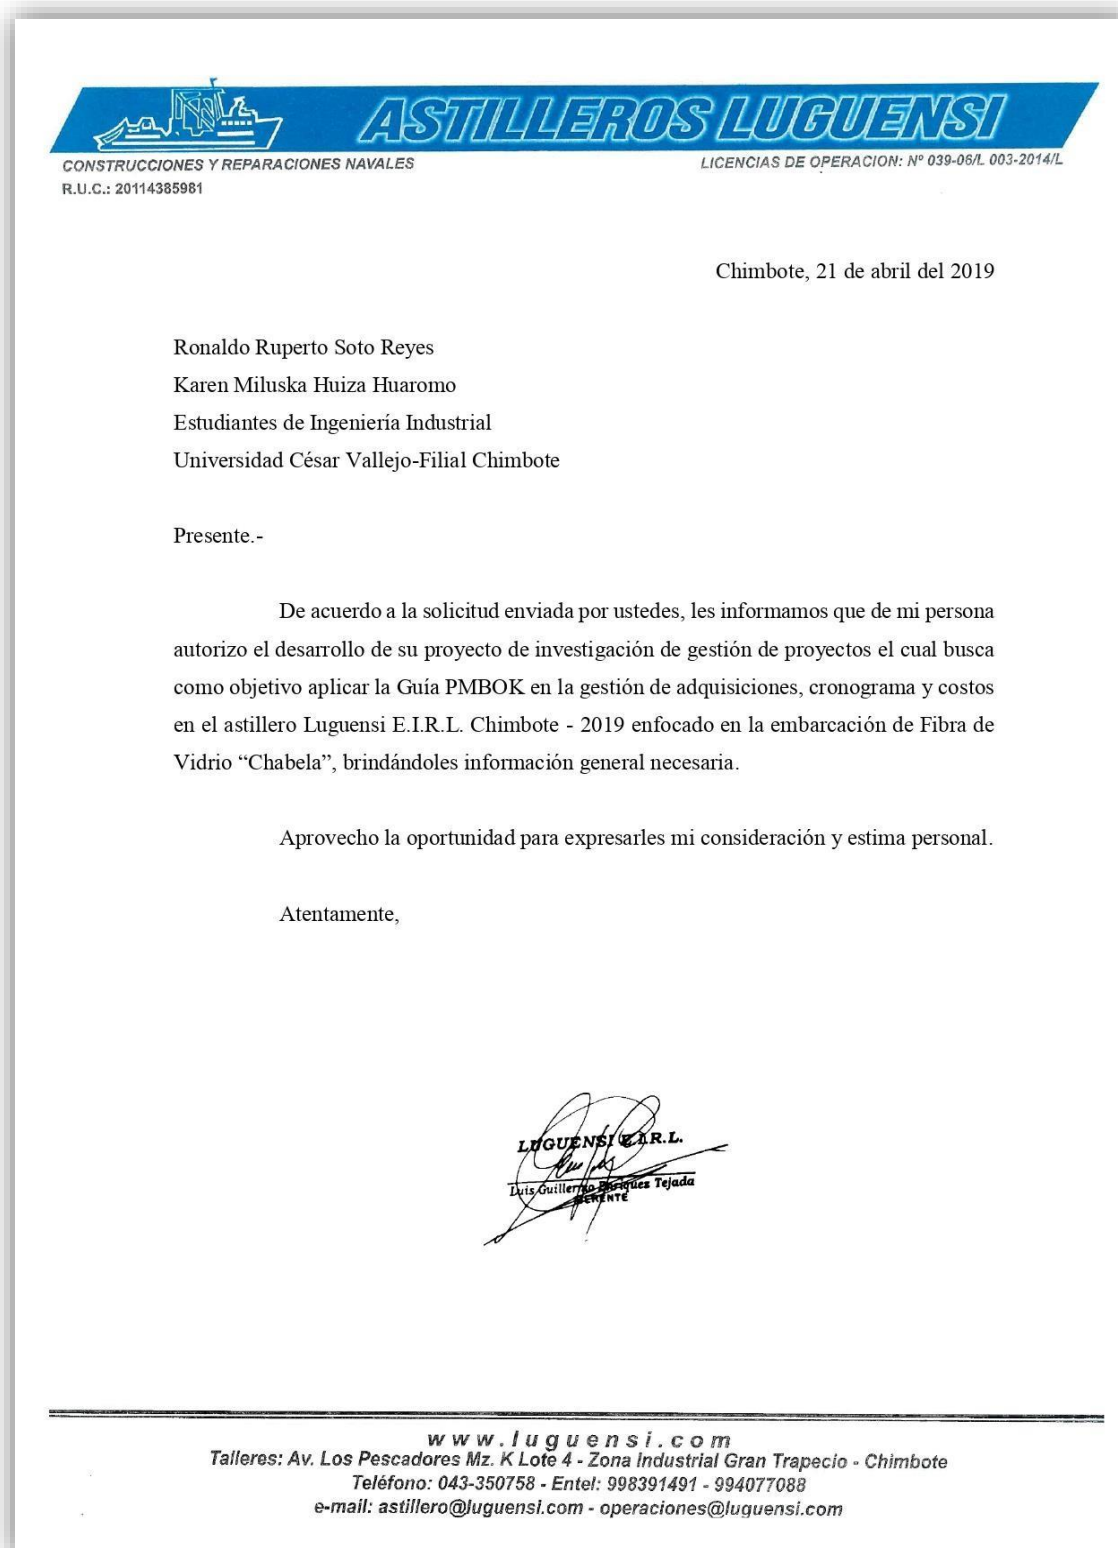 ASTILLEROS LUGUENSI
CONSTRUCCIONES Y REPARACIONES NAVALES
LICENCIAS DE OPERACION: Nº 039-06/L 003-2014/L
R.U.C.: 20114385981
Chimbote, 21 de abril del 2019
Ronaldo Ruperto Soto Reyes
Karen Miluska Huiza Huaromo
Estudiantes de Ingeniería Industrial
Universidad César Vallejo-Filial Chimbote
Presente.-
De acuerdo a la solicitud enviada por ustedes, les informamos que de mi persona
autorizo el desarrollo de su proyecto de investigación de gestión de proyectos el cual busca
como objetivo aplicar la Guía PMBOK en la gestión de adquisiciones, cronograma y costos
en el astillero Luguensi E.I.R.L. Chimbote - 2019 enfocado en la embarcación de Fibra de
Vidrio “Chabela”, brindándoles información general necesaria.
Aprovecho la oportunidad para expresarles mi consideración y estima personal.
Atentamente,
LUGUENSI E.I.R.L.
Luis Guillermo Tejada
GERENTE
www.luguensi.com
Talleres: Av. Los Pescadores Mz. K Lote 4 - Zona Industrial Gran Trapecio - Chimbote
Teléfono: 043-350758 - Entel: 998391491 - 994077088
e-mail: astillero@luguensi.com - operaciones@luguensi.com